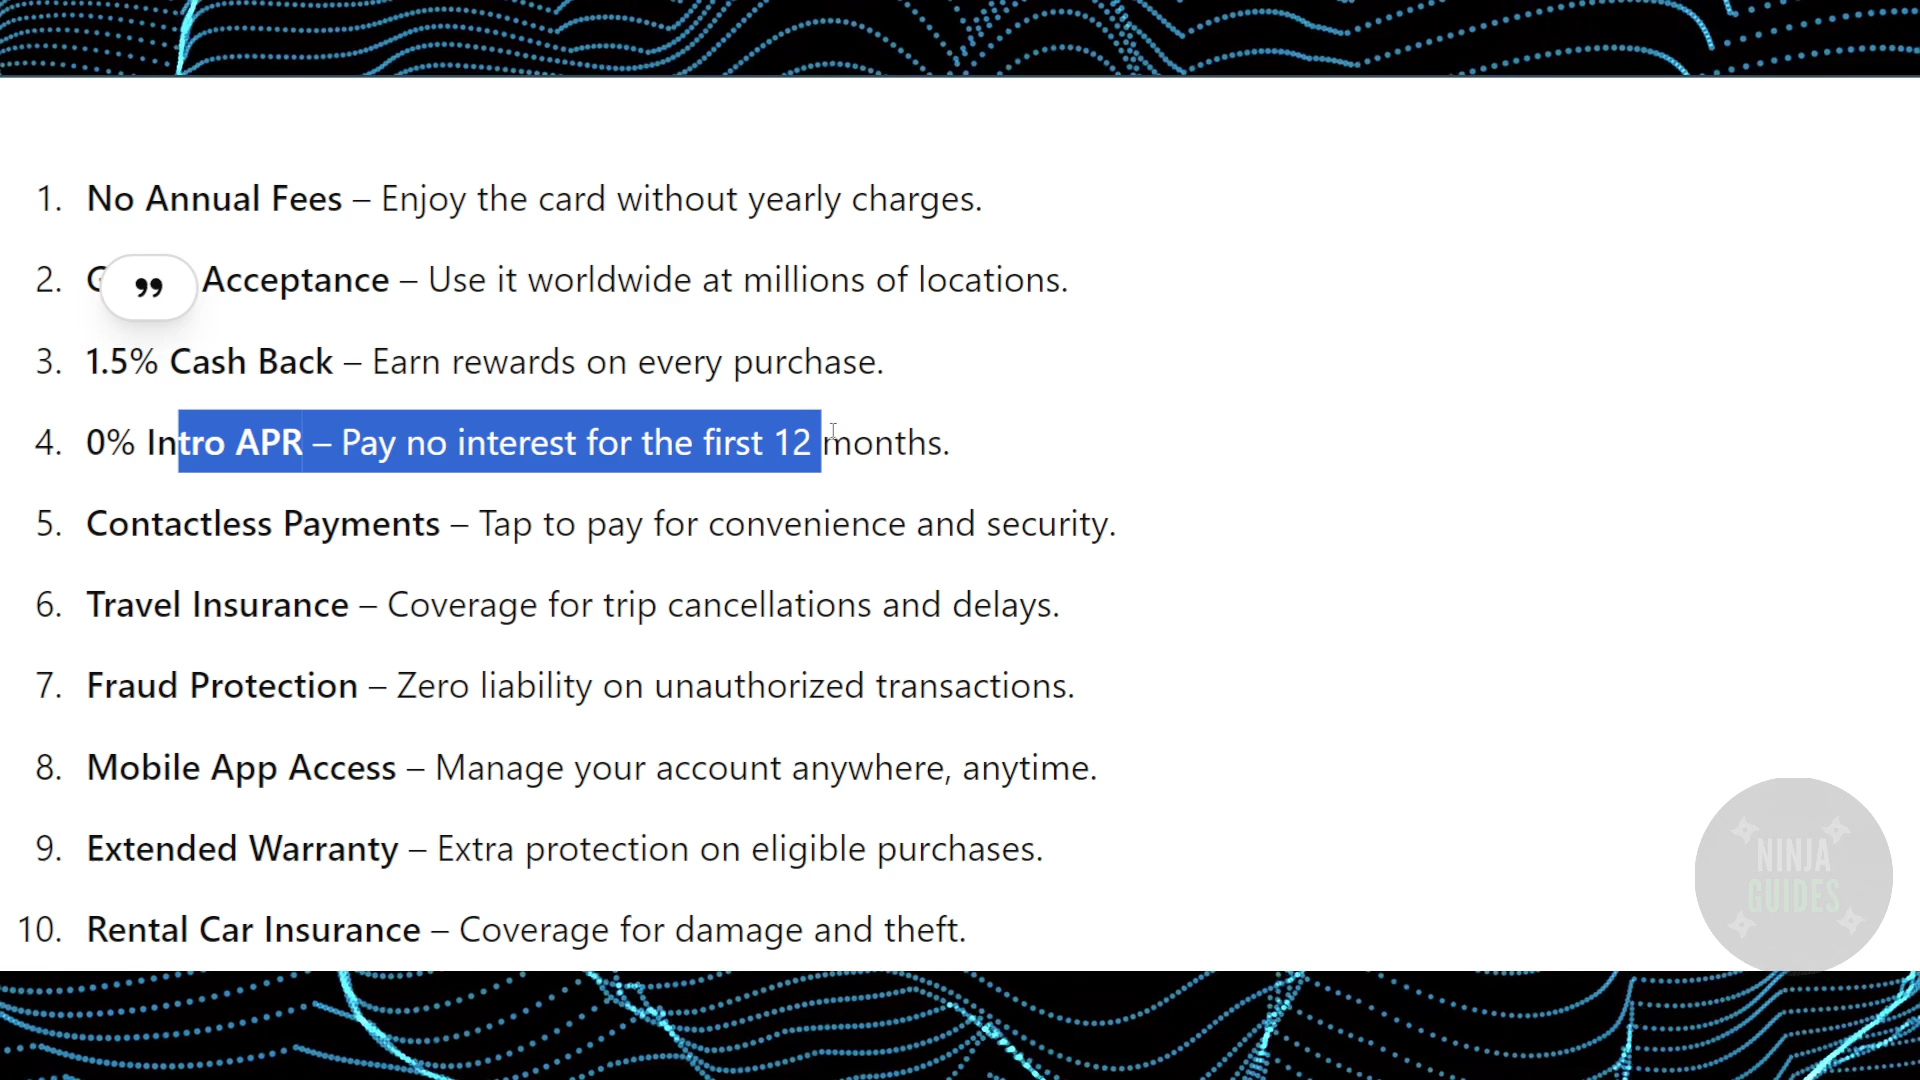 1. No Annual Fees – Enjoy the card without yearly charges.
2. Acceptance – Use it worldwide at millions of locations.
3. 1.5% Cash Back – Earn rewards on every purchase.
4. 0% Intro APR – Pay no interest for the first 12 months.
5. Contactless Payments – Tap to pay for convenience and security.
6. Travel Insurance – Coverage for trip cancellations and delays.
7. Fraud Protection – Zero liability on unauthorized transactions.
8. Mobile App Access – Manage your account anywhere, anytime.
9. Extended Warranty – Extra protection on eligible purchases.
10. Rental Car Insurance – Coverage for damage and theft.
NINJA
GUIDES